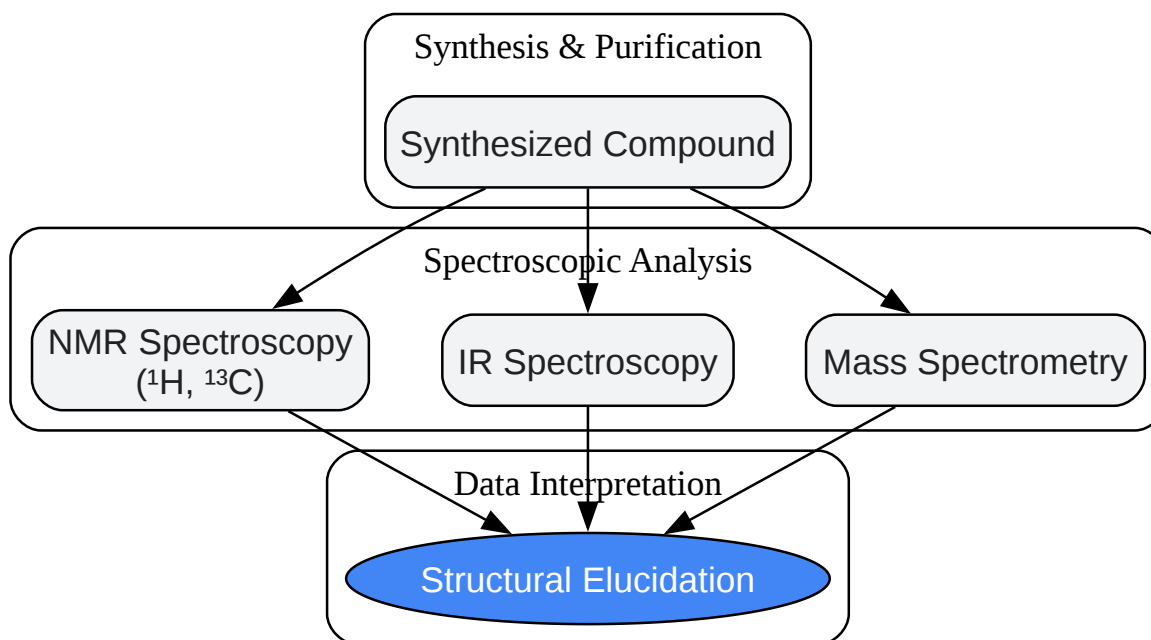 Synthesis & Purification
Synthesized Compound
Spectroscopic Analysis
NMR Spectroscopy
(¹H, ¹³C)
IR Spectroscopy
Mass Spectrometry
Data Interpretation
Structural Elucidation